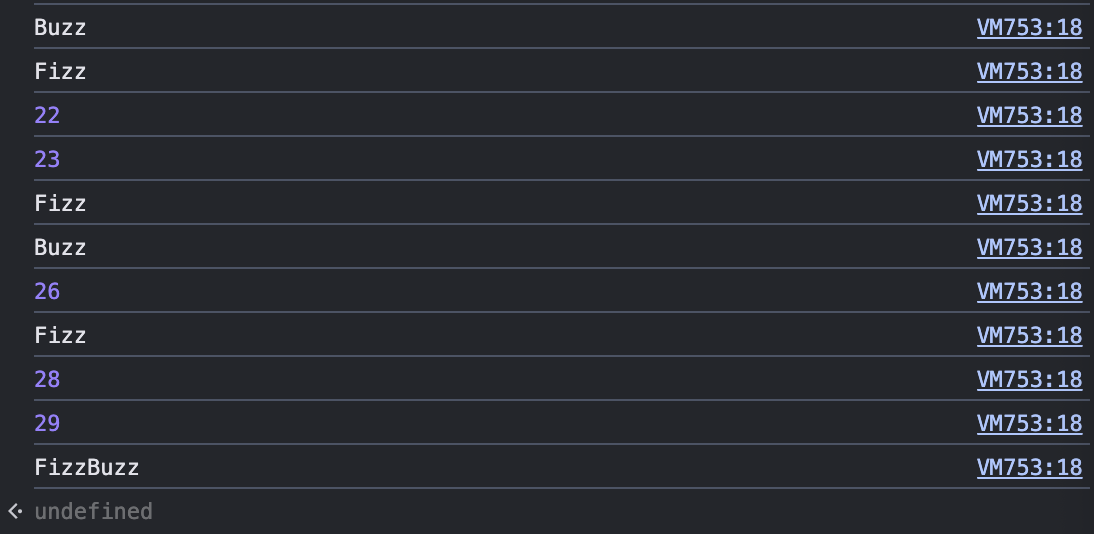 Buzz VM753:18
Fizz VM753:18
22 VM753:18
23 VM753:18
Fizz VM753:18
Buzz VM753:18
26 VM753:18
Fizz VM753:18
28 VM753:18
29 VM753:18
FizzBuzz VM753:18
undefined